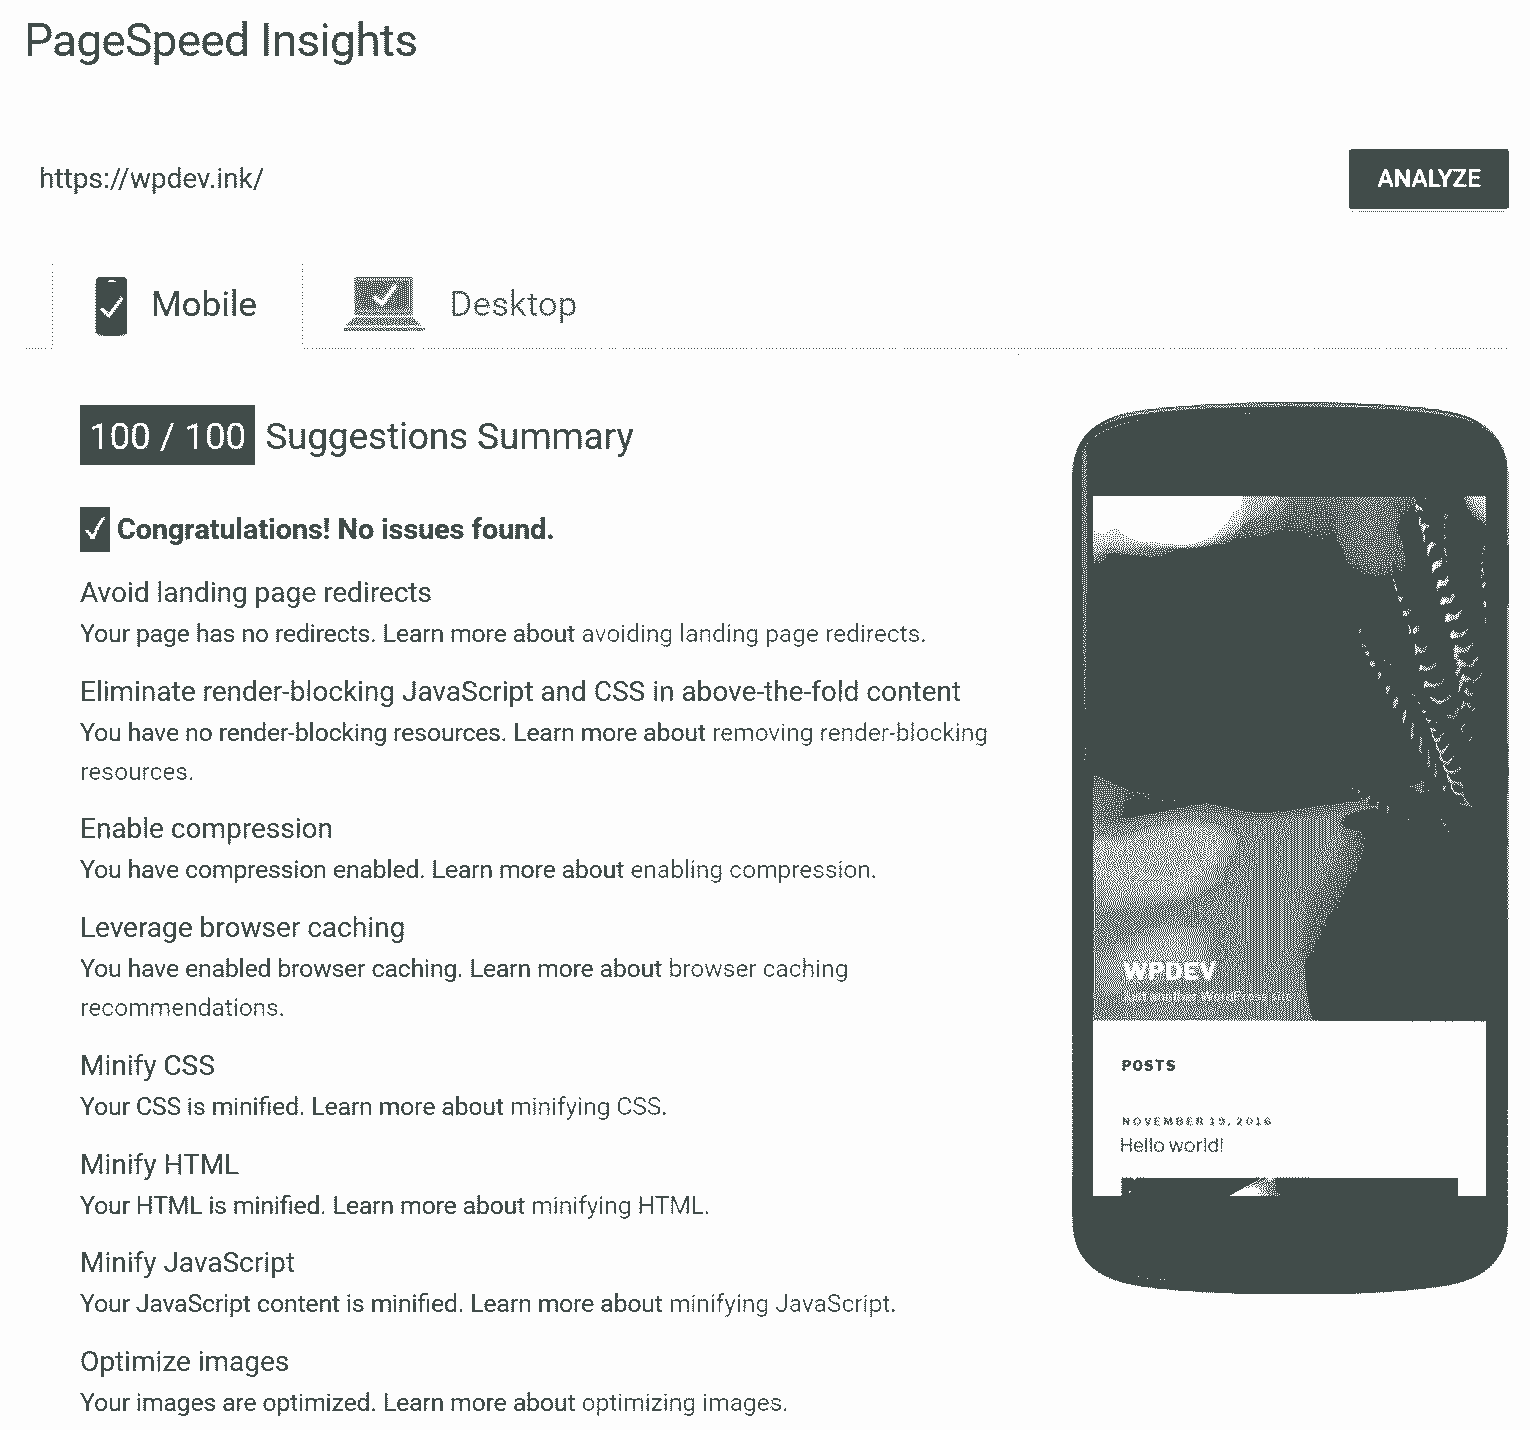 PageSpeed Insights
https://wpdev.ink/
ANALYZE
Mobile
Desktop
100 / 100 Suggestions Summary
Congratulations! No issues found.
Avoid landing page redirects
Your page has no redirects. Learn more about avoiding landing page redirects.
Eliminate render-blocking JavaScript and CSS in above-the-fold content
You have no render-blocking resources. Learn more about removing render-blocking
resources.
Enable compression
You have compression enabled. Learn more about enabling compression.
Leverage browser caching
You have enabled browser caching. Learn more about browser caching
recommendations.
Minify CSS
Your CSS is minified. Learn more about minifying CSS.
Minify HTML
Your HTML is minified. Learn more about minifying HTML.
Minify JavaScript
Your JavaScript content is minified. Learn more about minifying JavaScript.
Optimize images
Your images are optimized. Learn more about optimizing images.
WPDEV
Just another WordPress site
POSTS
NOVEMBER 19, 2016
Hello world!